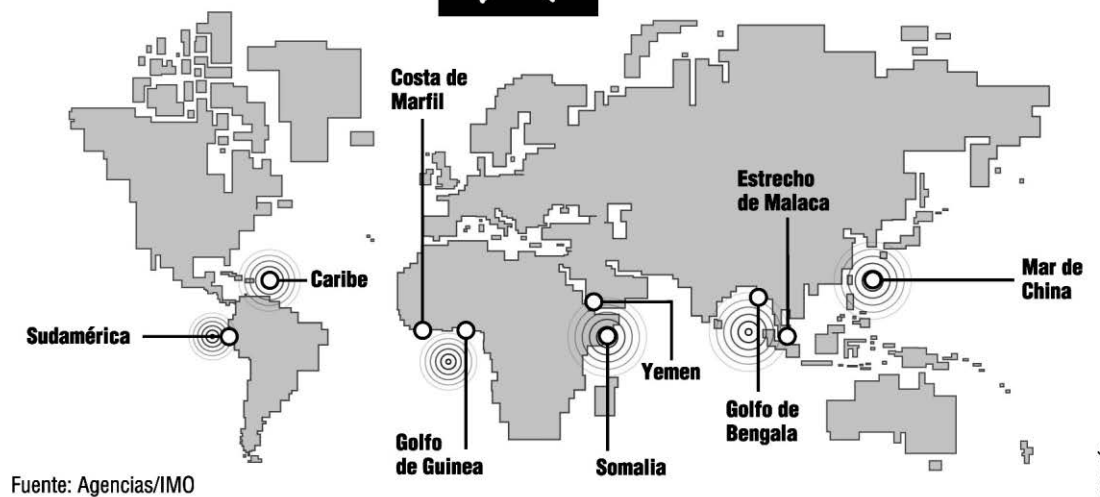 Costa de
Marfil
Estrecho
de Malaca
Caribe
Mar de
China
Sudamérica
Yemen
Golfo
de Guinea
Somalia
Golfo de
Bengala
Fuente: Agencias/IMO